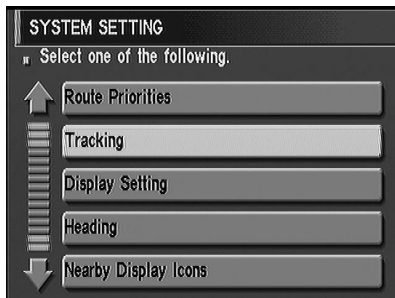 SYSTEM SETTING
Select one of the following.
Route Priorities
Tracking
Display Setting
Heading
Nearby Display Icons